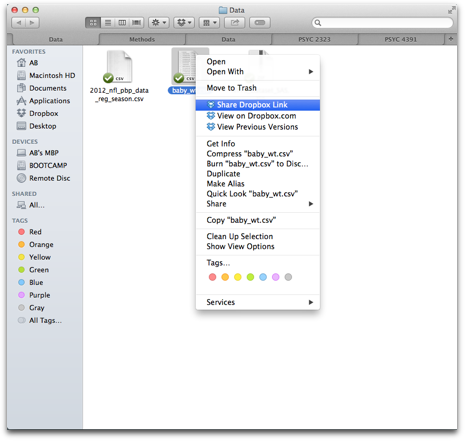 Data
Data
Methods
Data
PSYC 2323
PSYC 4391
FAVORITES
AB
Macintosh HD
Documents
Applications
Dropbox
Desktop
DEVICES
AB's MBP
BOOTCAMP
Remote Disc
SHARED
All...
TAGS
Red
Orange
Yellow
Green
Blue
Purple
Gray
All Tags...
CSV
2012_nfl_pbp_data
_reg_season.csv
CSV
baby_w
Open
Open With
Move to Trash
Share Dropbox Link
View on Dropbox.com
View Previous Versions
Get Info
Compress "baby_wt.csv"
Burn "baby_wt.csv" to Disc...
Duplicate
Make Alias
Quick Look "baby_wt.csv"
Share
Copy "baby_wt.csv"
Clean Up Selection
Show View Options
Tags...
Services